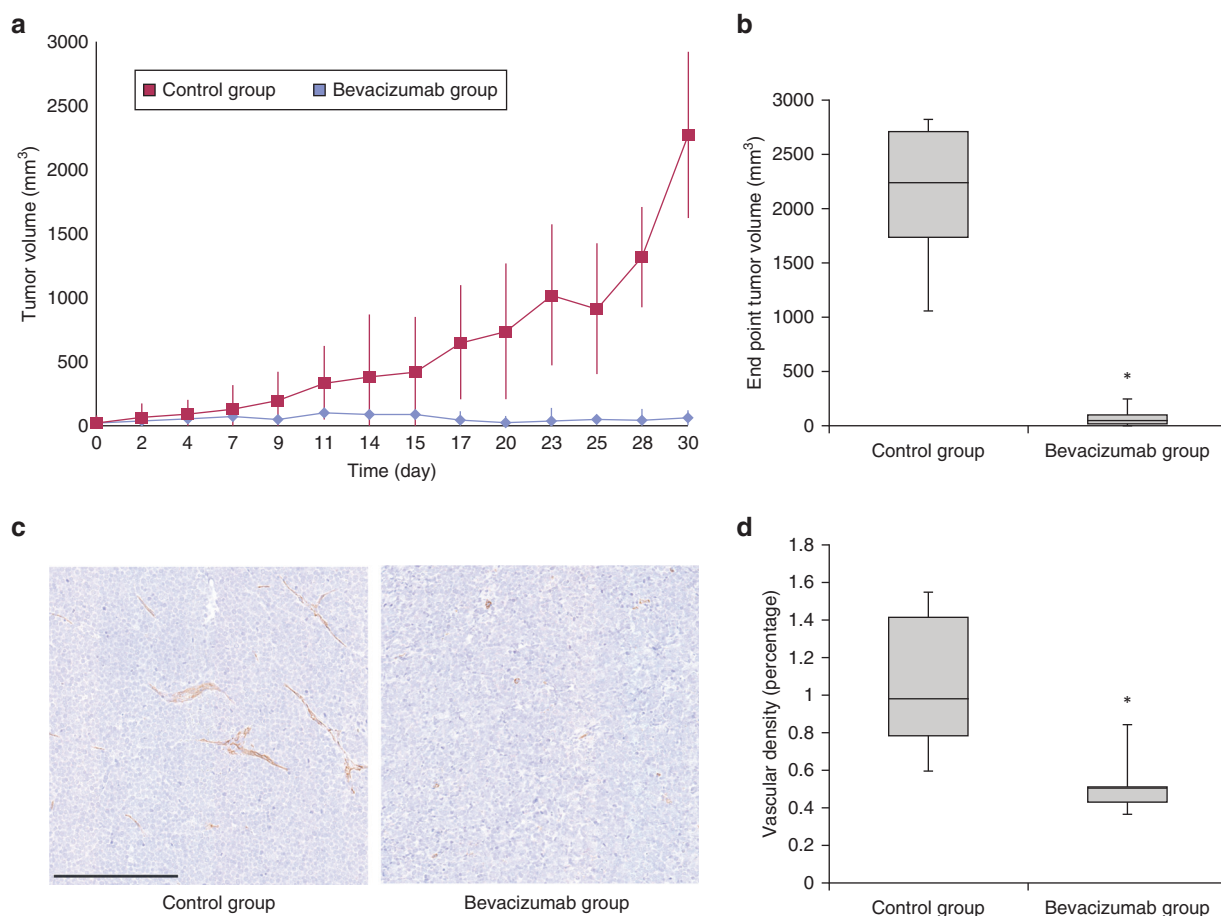 a
3000
2500
2000
1500
1000
500
0
Tumor volume (mm³)
Control group Bevacizumab group
0 2 4 7 9 11 14 15 17 20 23 25 28 30
Time (day)
b
3000
2500
2000
1500
1000
500
0
End point tumor volume (mm³)
*
Control group Bevacizumab group
c
Control group Bevacizumab group
d
1.8
1.6
1.4
1.2
1
0.8
0.6
0.4
0.2
0
Vascular density (percentage)
*
Control group Bevacizumab group